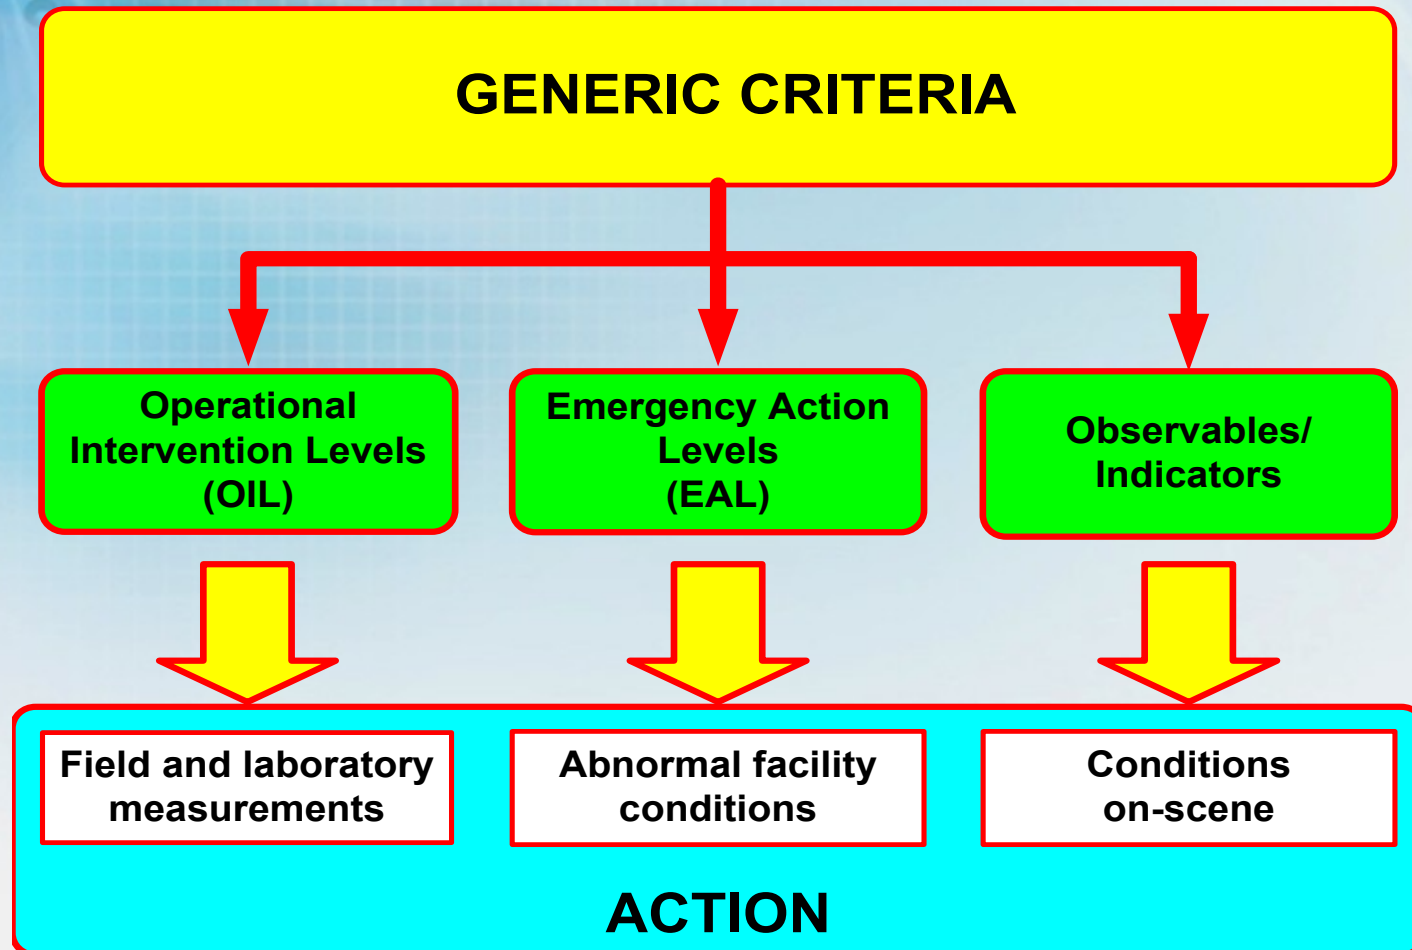 GENERIC CRITERIA
Operational
Intervention Levels
(OIL)
Emergency Action
Levels
(EAL)
Observables/
Indicators
Field and laboratory
measurements
Abnormal facility
conditions
Conditions
on-scene
ACTION